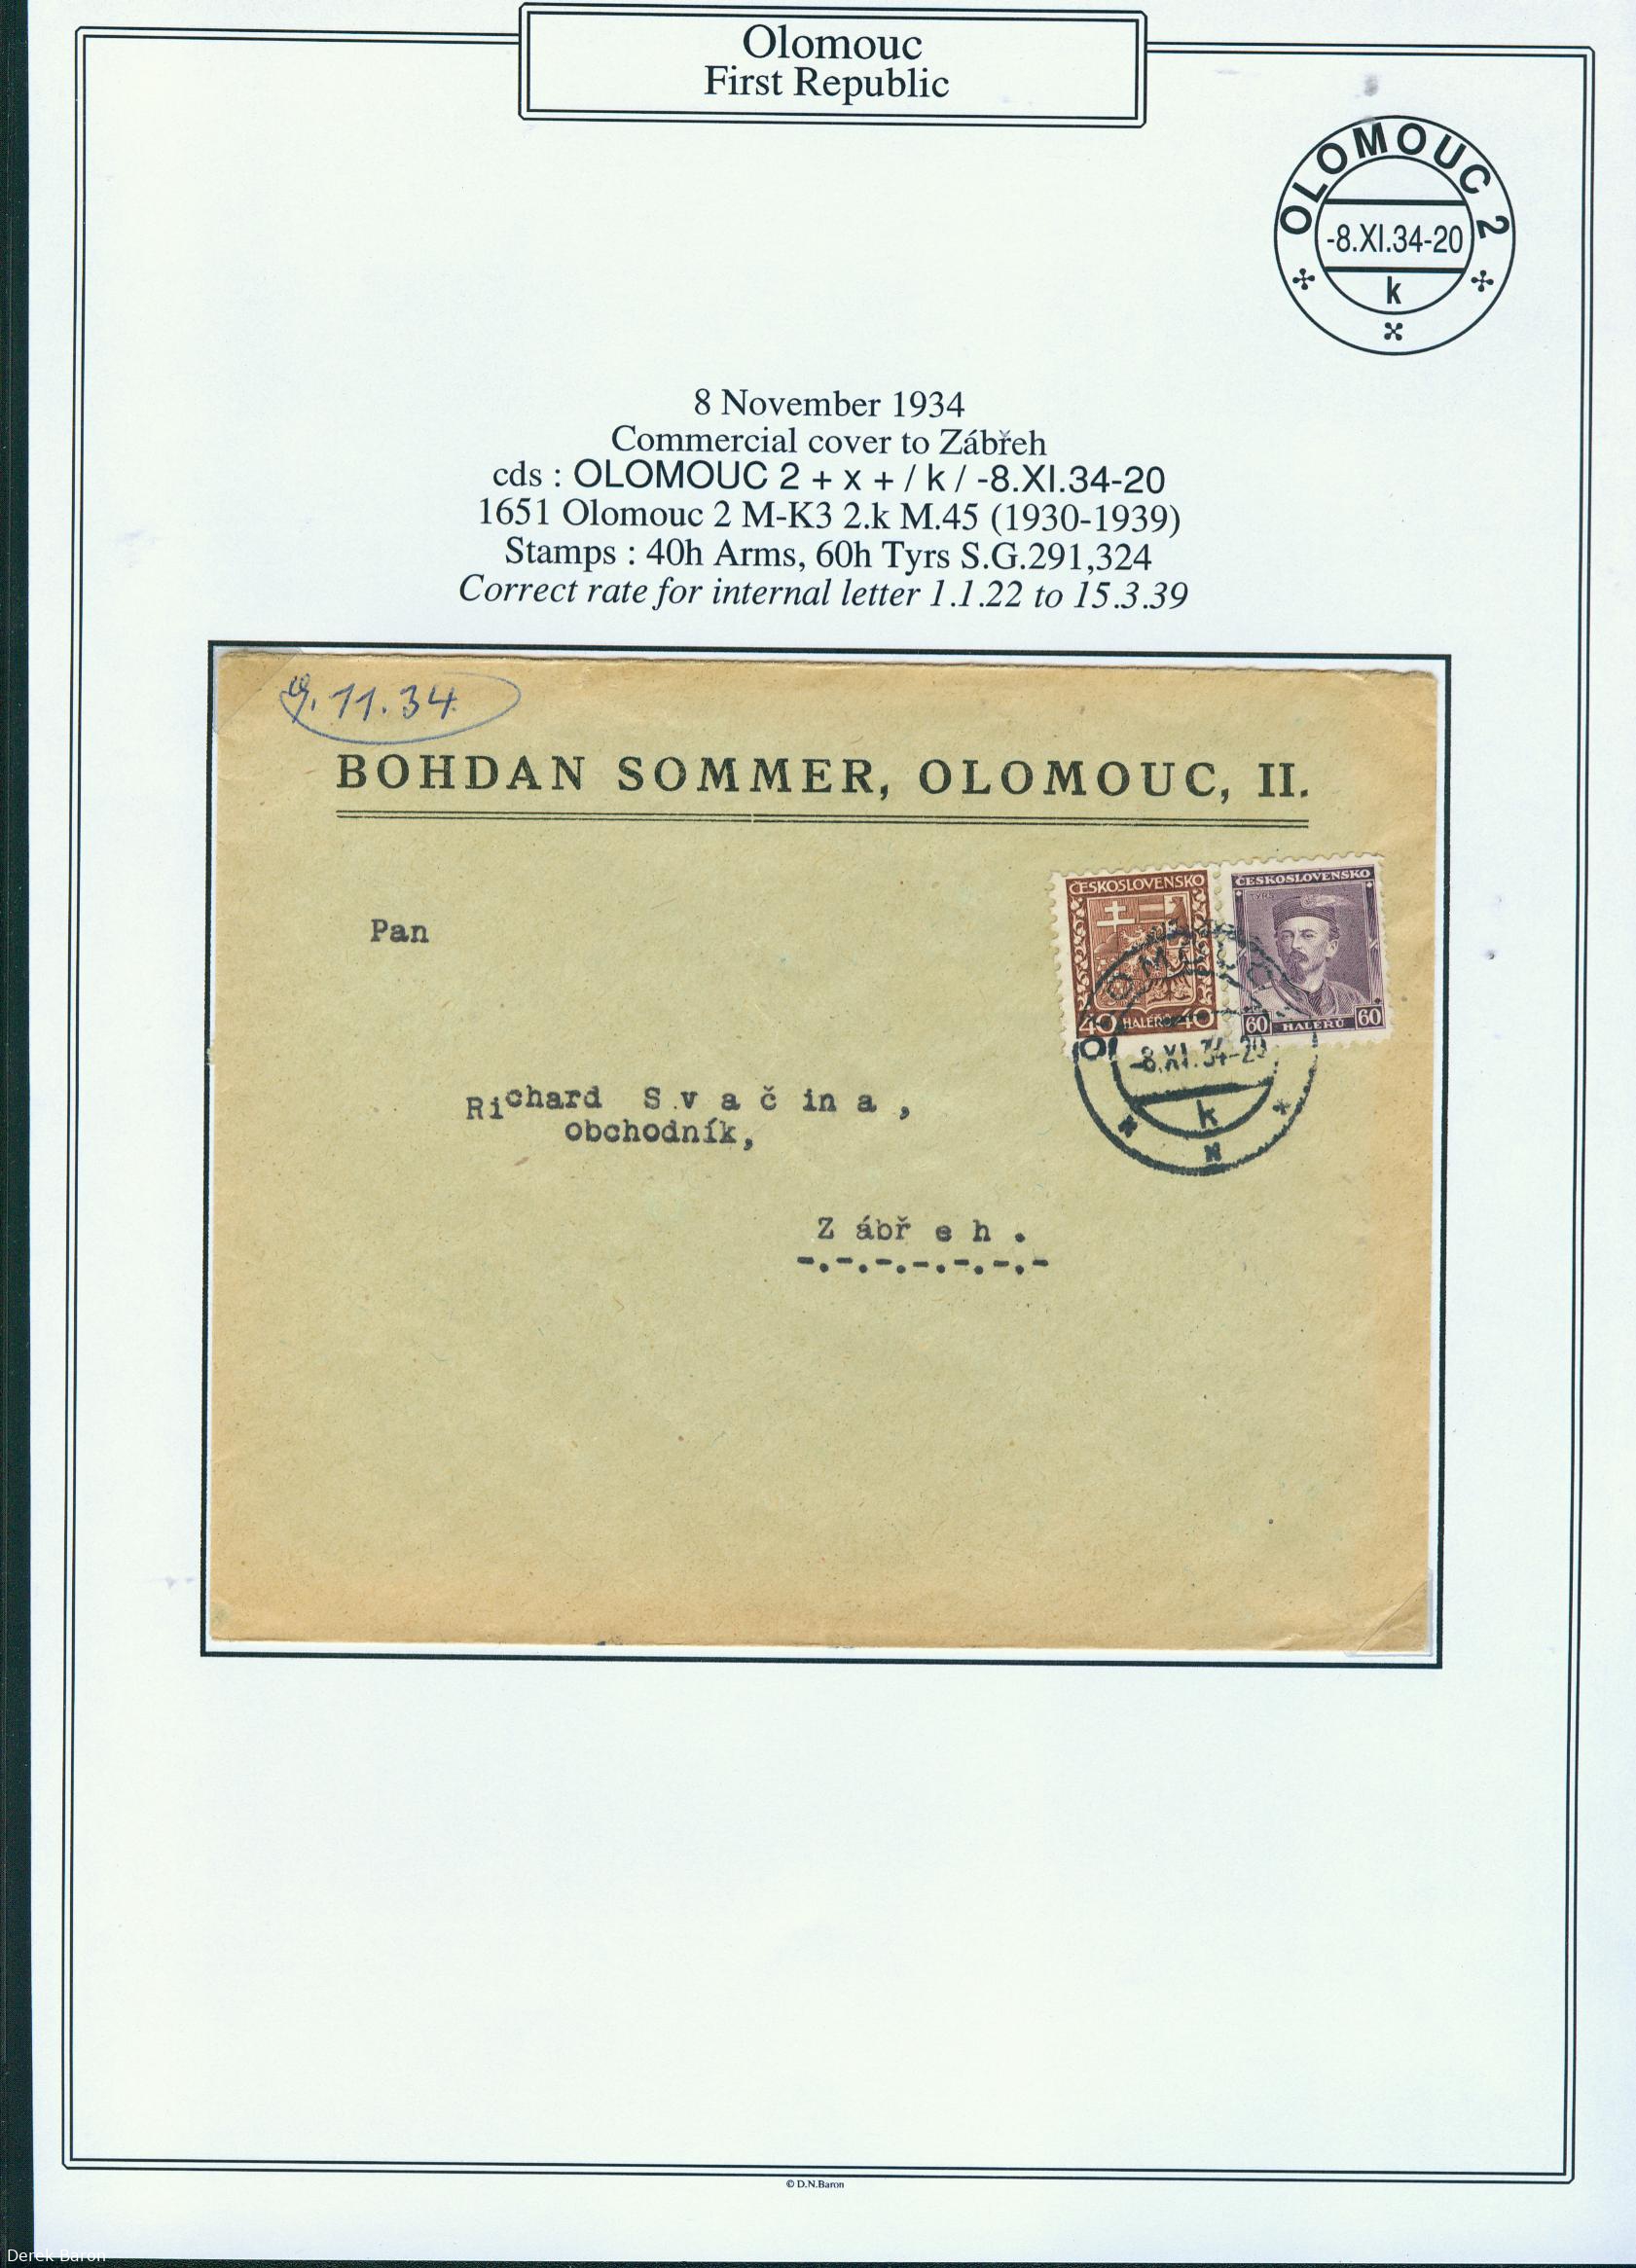 Olomouc
First Republic
OLOMOUC 2
-8.XI.34-20
k
8 November 1934
Commercial cover to Zábřeh
cds : OLOMOUC 2 + x + / k / -8.XI.34-20
1651 Olomouc 2 M-K3 2.k M.45 (1930-1939)
Stamps : 40h Arms, 60h Tyrs S.G.291,324
Correct rate for internal letter 1.1.22 to 15.3.39
9.11.34
BOHDAN SOMMER, OLOMOUC, II.
ČESKOSLOVENSKO
40 HALÉŘŮ 40
ČESKOSLOVENSKO
TYRŠ
60 HALÉŘŮ 60
-8.XI.34-20
k
Pan
Richard S v a č in a ,
obchodník,
Z ábř e h .
-.-.-.-.-.-.-
© D.N.Baron
Derek Baron